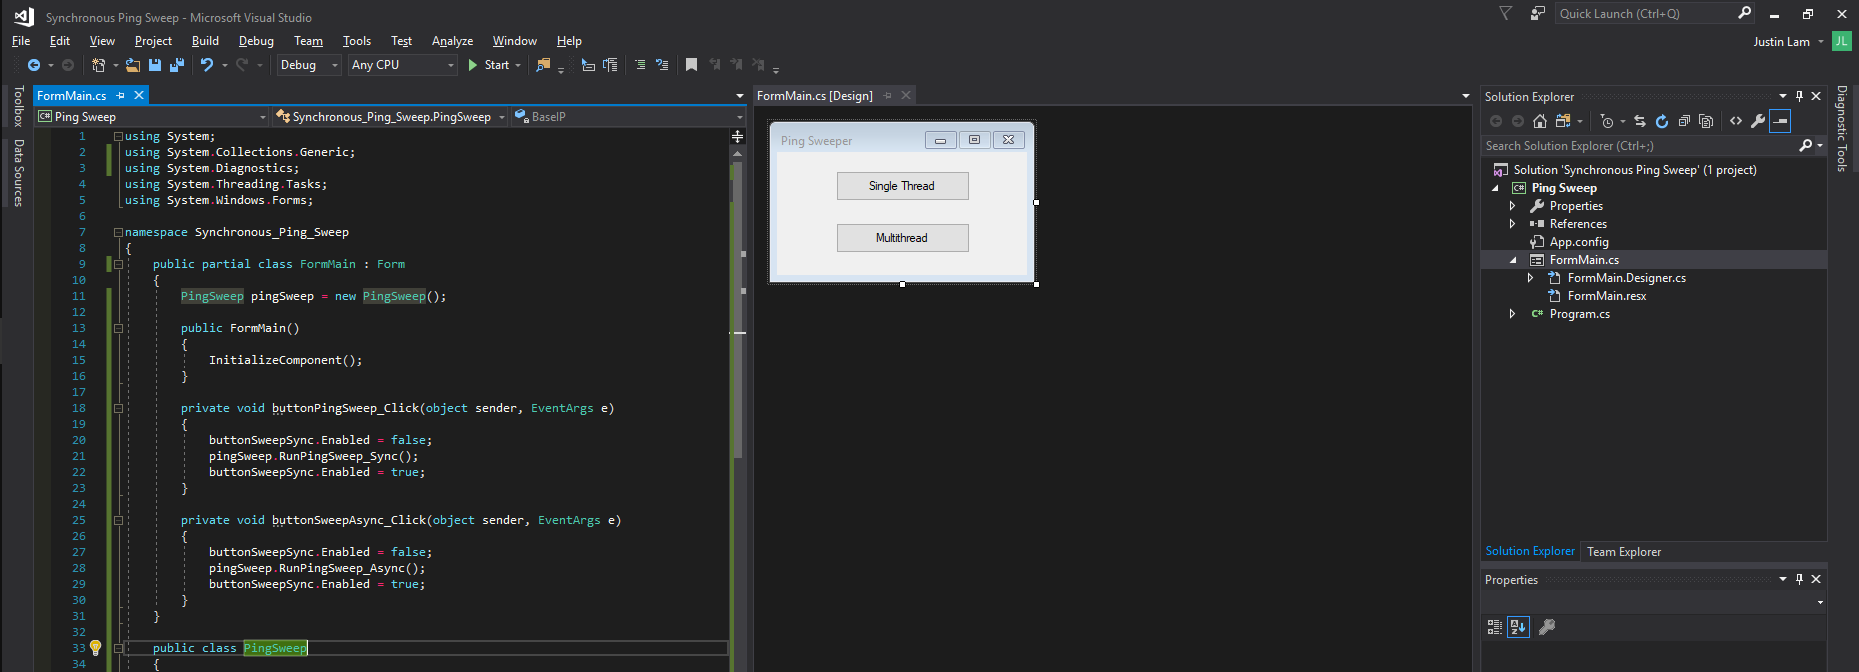 Synchronous Ping Sweep - Microsoft Visual Studio
Quick Launch (Ctrl+Q)
File Edit View Project Build Debug Team Tools Test Analyze Window Help
Justin Lam JL
Debug Any CPU Start
Toolbox
Data Sources
FormMain.cs
C# Ping Sweep Synchronous_Ping_Sweep.PingSweep BaseIP
1 using System;
2 using System.Collections.Generic;
3 using System.Diagnostics;
4 using System.Threading.Tasks;
5 using System.Windows.Forms;
6
7 namespace Synchronous_Ping_Sweep
8 {
9 public partial class FormMain : Form
10 {
11 PingSweep pingSweep = new PingSweep();
12
13 public FormMain()
14 {
15 InitializeComponent();
16 }
17
18 private void buttonPingSweep_Click(object sender, EventArgs e)
19 {
20 buttonSweepSync.Enabled = false;
21 pingSweep.RunPingSweep_Sync();
22 buttonSweepSync.Enabled = true;
23 }
24
25 private void buttonSweepAsync_Click(object sender, EventArgs e)
26 {
27 buttonSweepSync.Enabled = false;
28 pingSweep.RunPingSweep_Async();
29 buttonSweepSync.Enabled = true;
30 }
31 }
32
33 public class PingSweep
34 {
FormMain.cs [Design]
Ping Sweeper
Single Thread
Multithread
Solution Explorer
Search Solution Explorer (Ctrl+;)
Solution 'Synchronous Ping Sweep' (1 project)
C# Ping Sweep
Properties
References
App.config
FormMain.cs
FormMain.Designer.cs
FormMain.resx
C# Program.cs
Solution Explorer Team Explorer
Properties
Diagnostic Tools